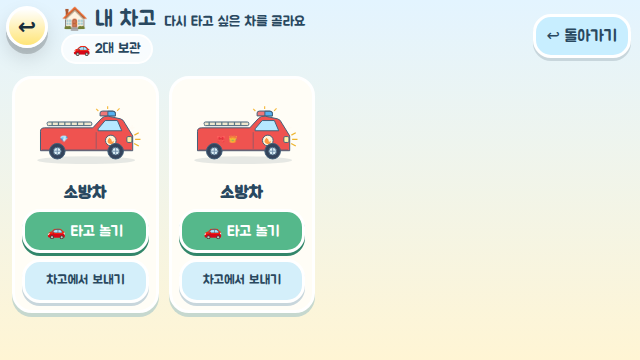 내 차고 다시 타고 싶은 차를 골라요
2대 보관
돌아가기
소방차
타고 놀기
차고에서 보내기
소방차
타고 놀기
차고에서 보내기